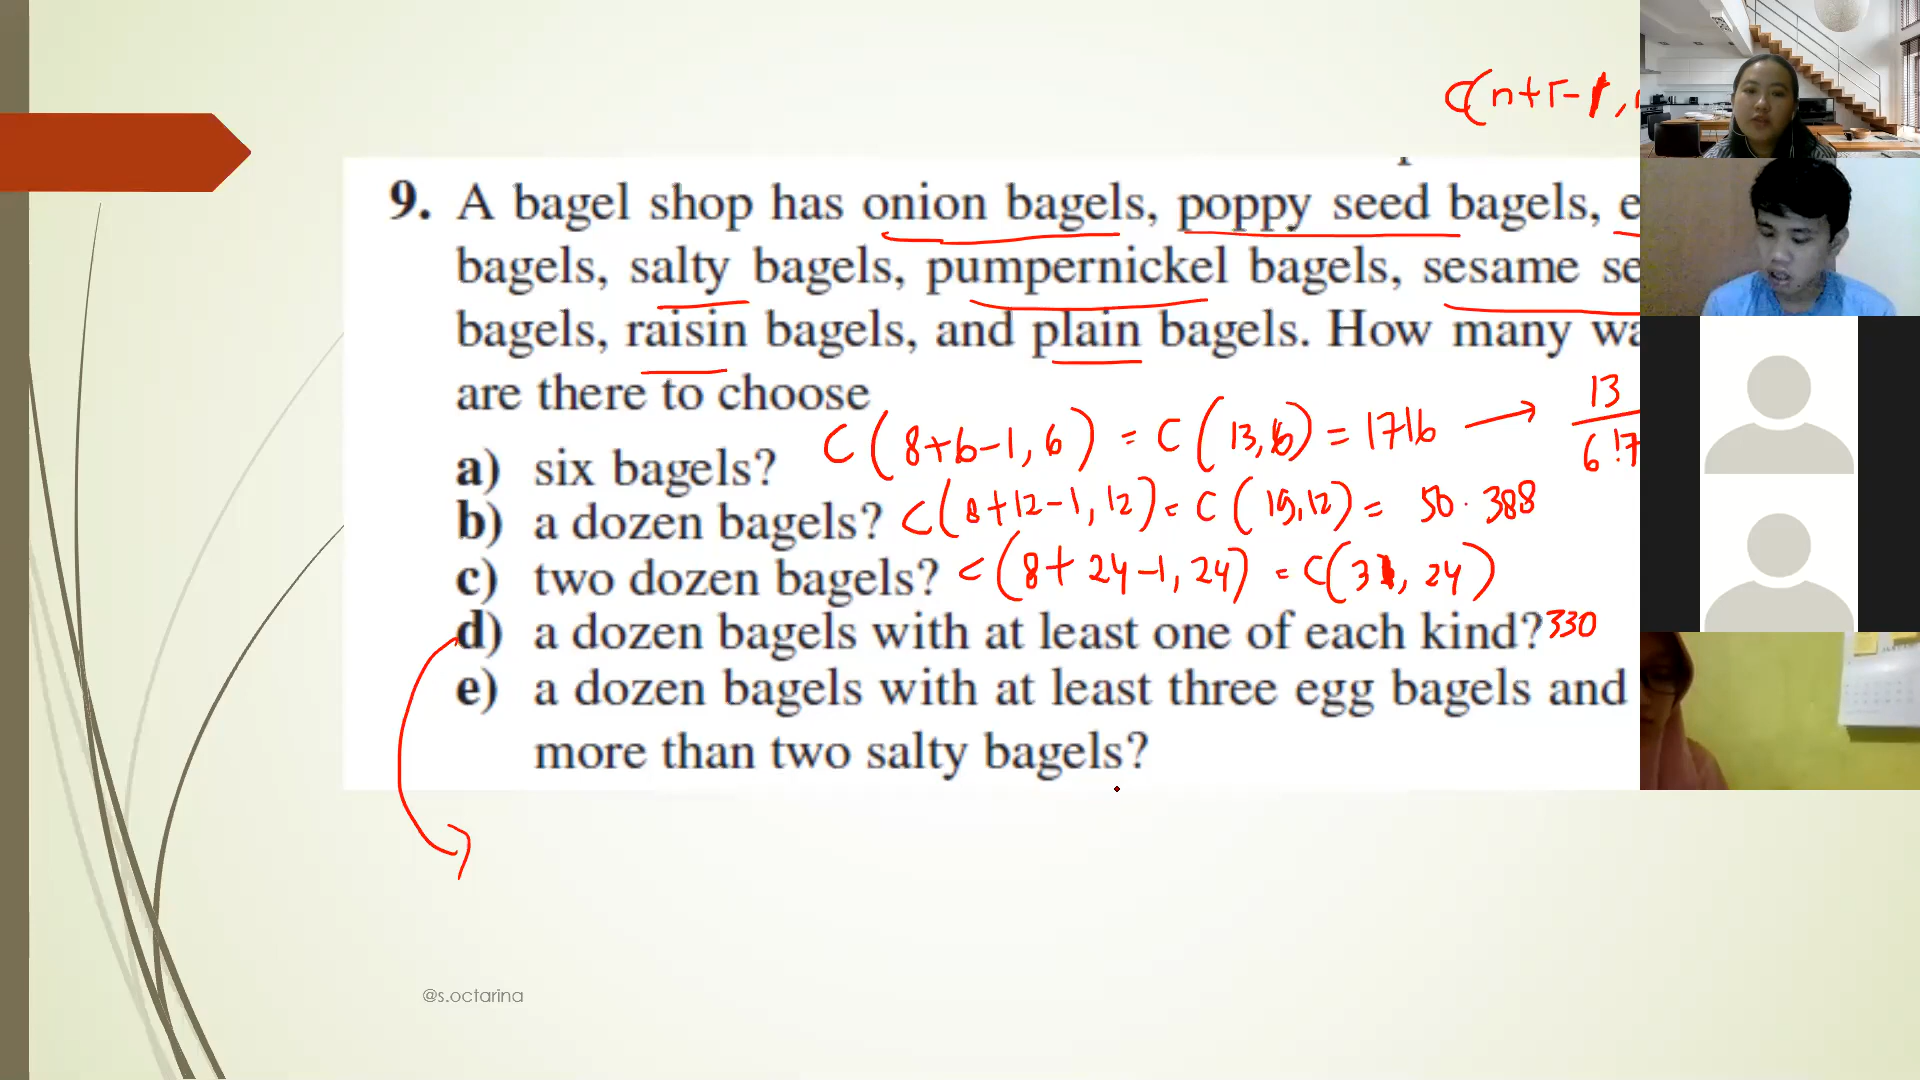 C(n+r-1,
9. A bagel shop has onion bagels, poppy seed bagels, e
bagels, salty bagels, pumpernickel bagels, sesame se
bagels, raisin bagels, and plain bagels. How many wa
are there to choose
a) six bagels? C(8+6-1, 6) = C(13,6) = 1716 → 13 / 6!7
b) a dozen bagels? C(8+12-1, 12) = C(19,12) = 50.388
c) two dozen bagels? C(8+24-1, 24) = C(31, 24)
d) a dozen bagels with at least one of each kind? 330
e) a dozen bagels with at least three egg bagels and
more than two salty bagels?
@s.octarina